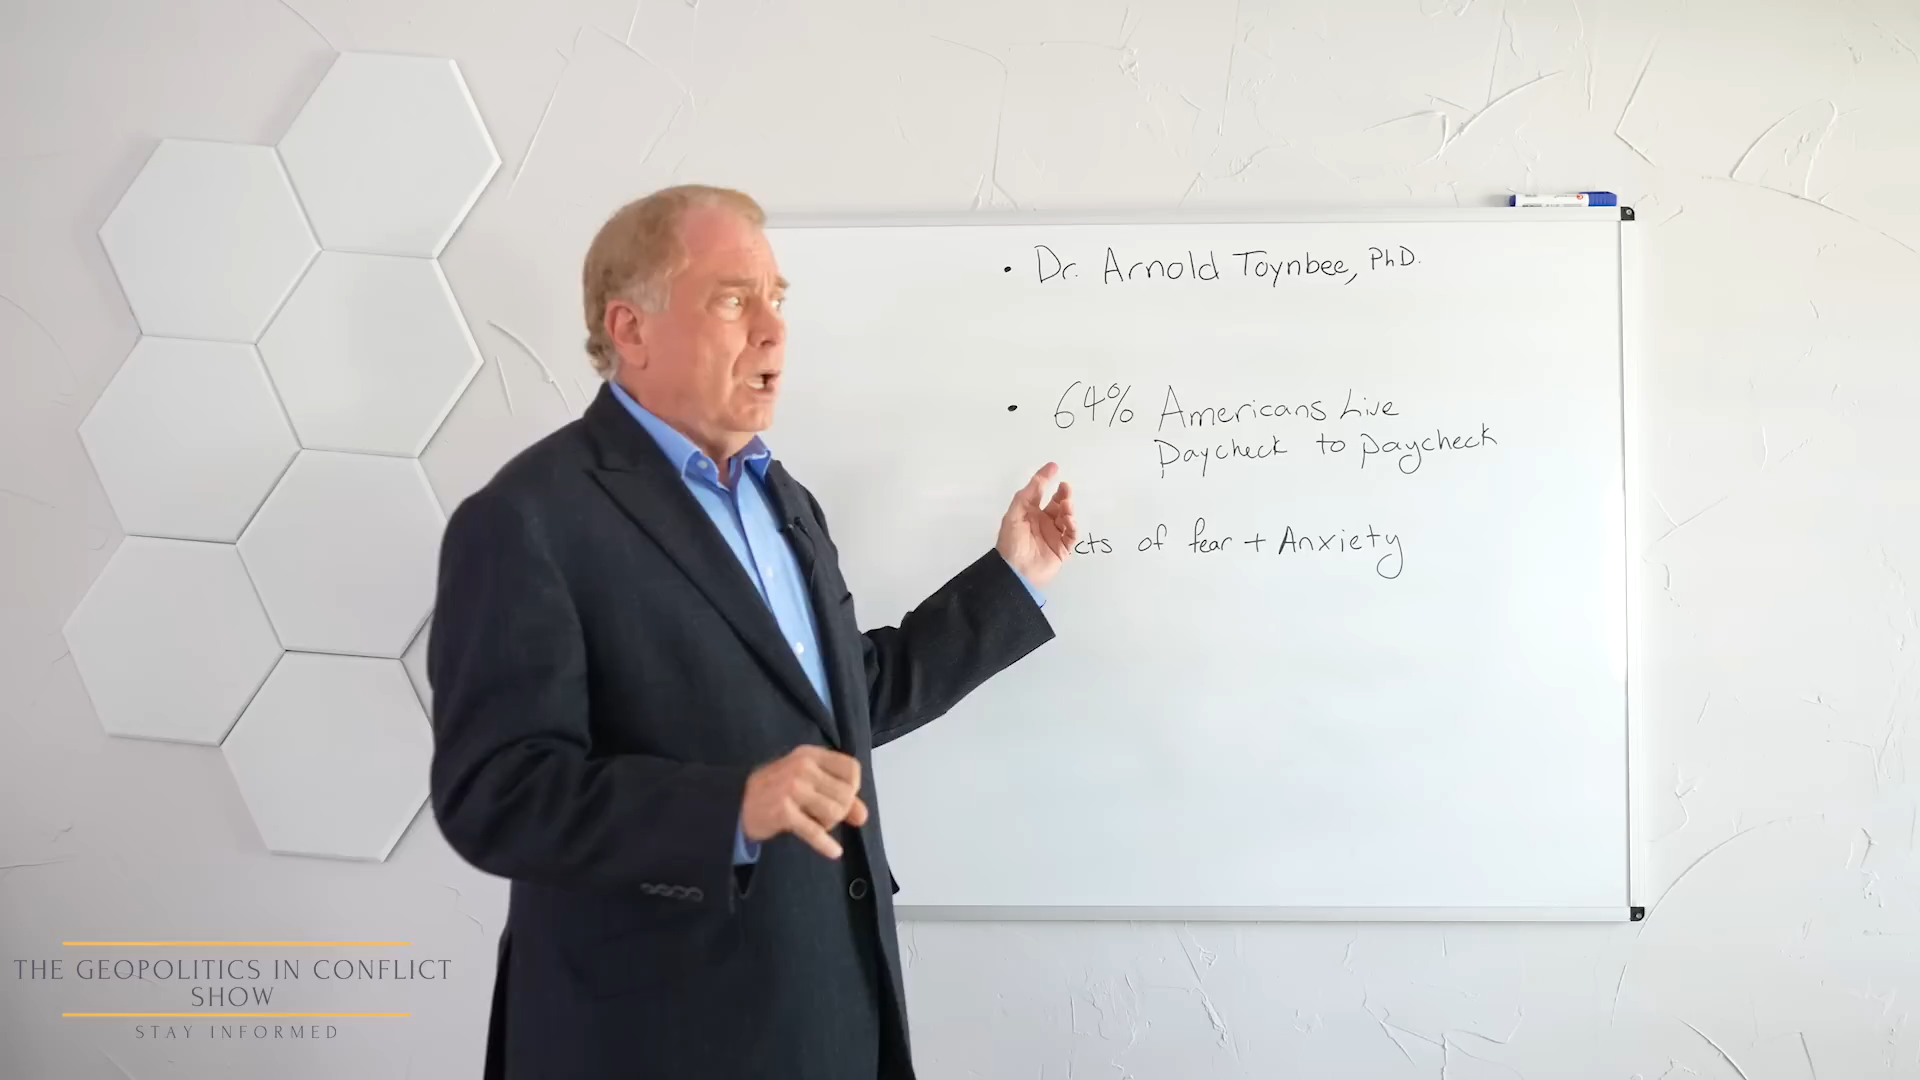 • Dr. Arnold Toynbee, PhD.
• 64% Americans Live
Paycheck to paycheck
of fear + Anxiety
THE GEOPOLITICS IN CONFLICT
SHOW
STAY INFORMED